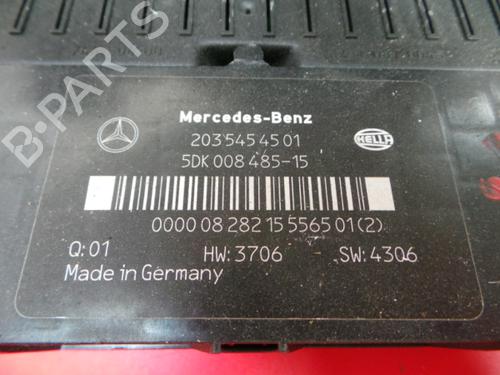 Mercedes-Benz
203 545 45 01
HELLA
5DK 008 485-15
0000 08 282 15 5565 01(2)
Q:01 HW:3706 SW:4306
Made in Germany
B-PARTS